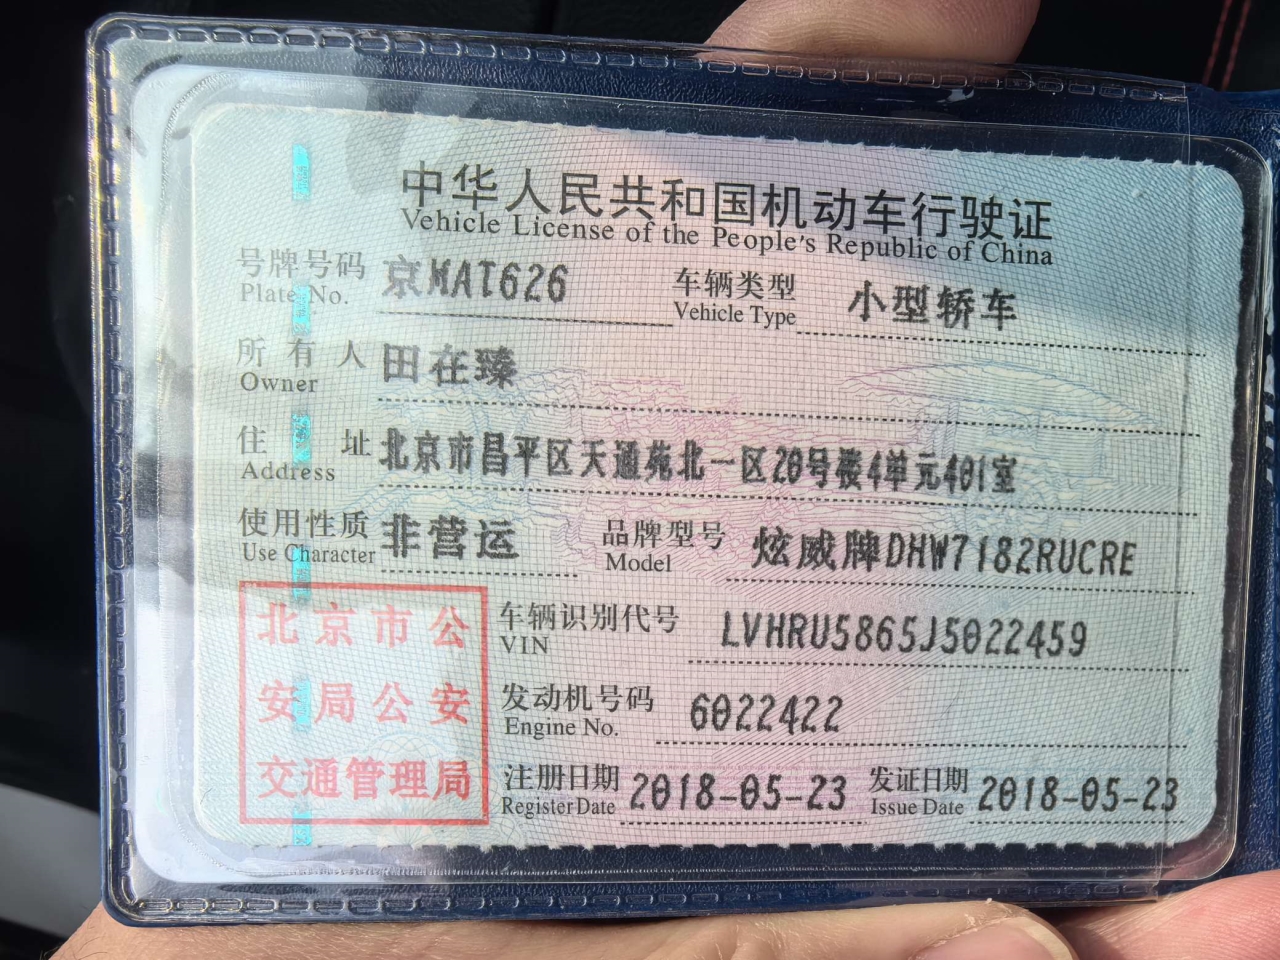 中华人民共和国机动车行驶证
Vehicle License of the People's Republic of China
号牌号码 京MAT626 车辆类型 小型轿车
Plate No. Vehicle Type
所有人 田在臻
Owner
住址 北京市昌平区天通苑北一区20号楼4单元401室
Address
使用性质 非营运 品牌型号 炫威牌DHW7182RUCRE
Use Character Model
北京市公
安局公安
交通管理局
车辆识别代号 LVHRU5865J5022459
VIN
发动机号码 6022422
Engine No.
注册日期 2018-05-23 发证日期 2018-05-23
Register Date Issue Date